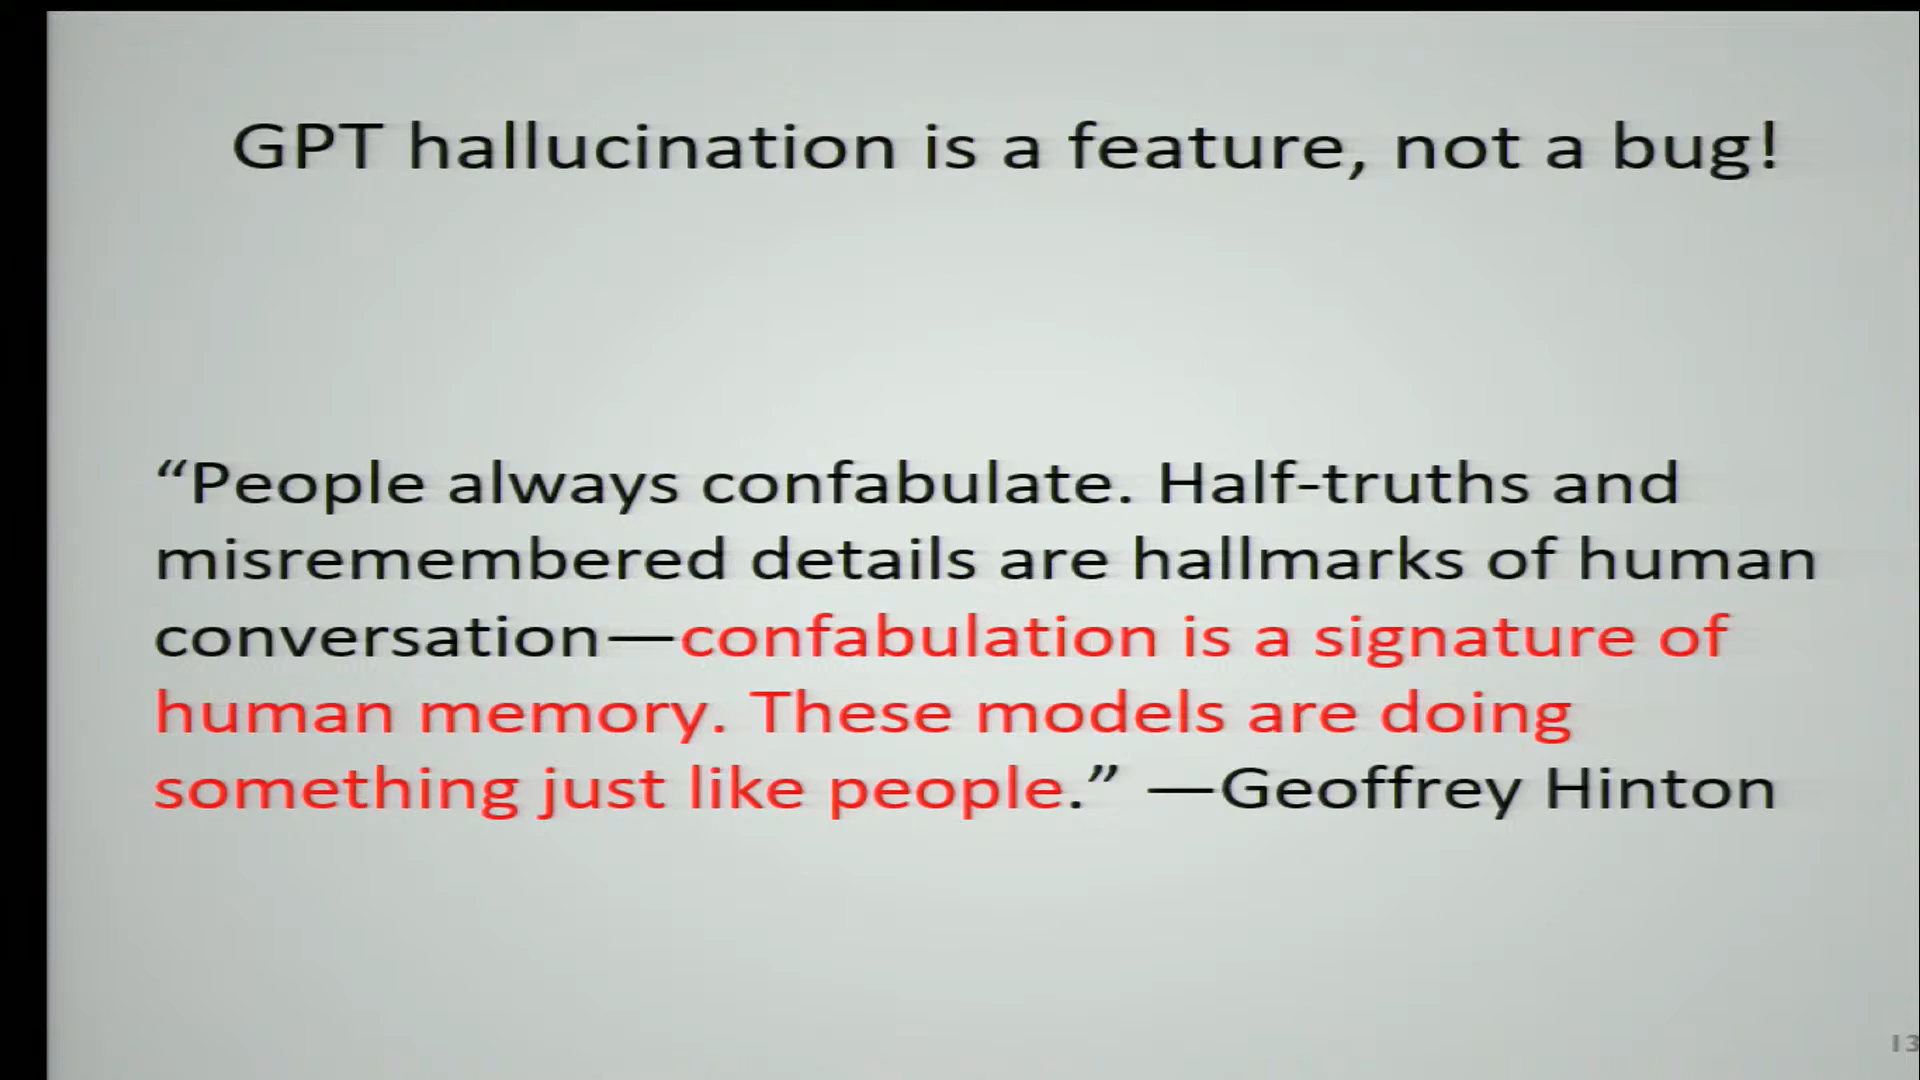 GPT hallucination is a feature, not a bug!
“People always confabulate. Half-truths and
misremembered details are hallmarks of human
conversation—confabulation is a signature of
human memory. These models are doing
something just like people.” —Geoffrey Hinton
13